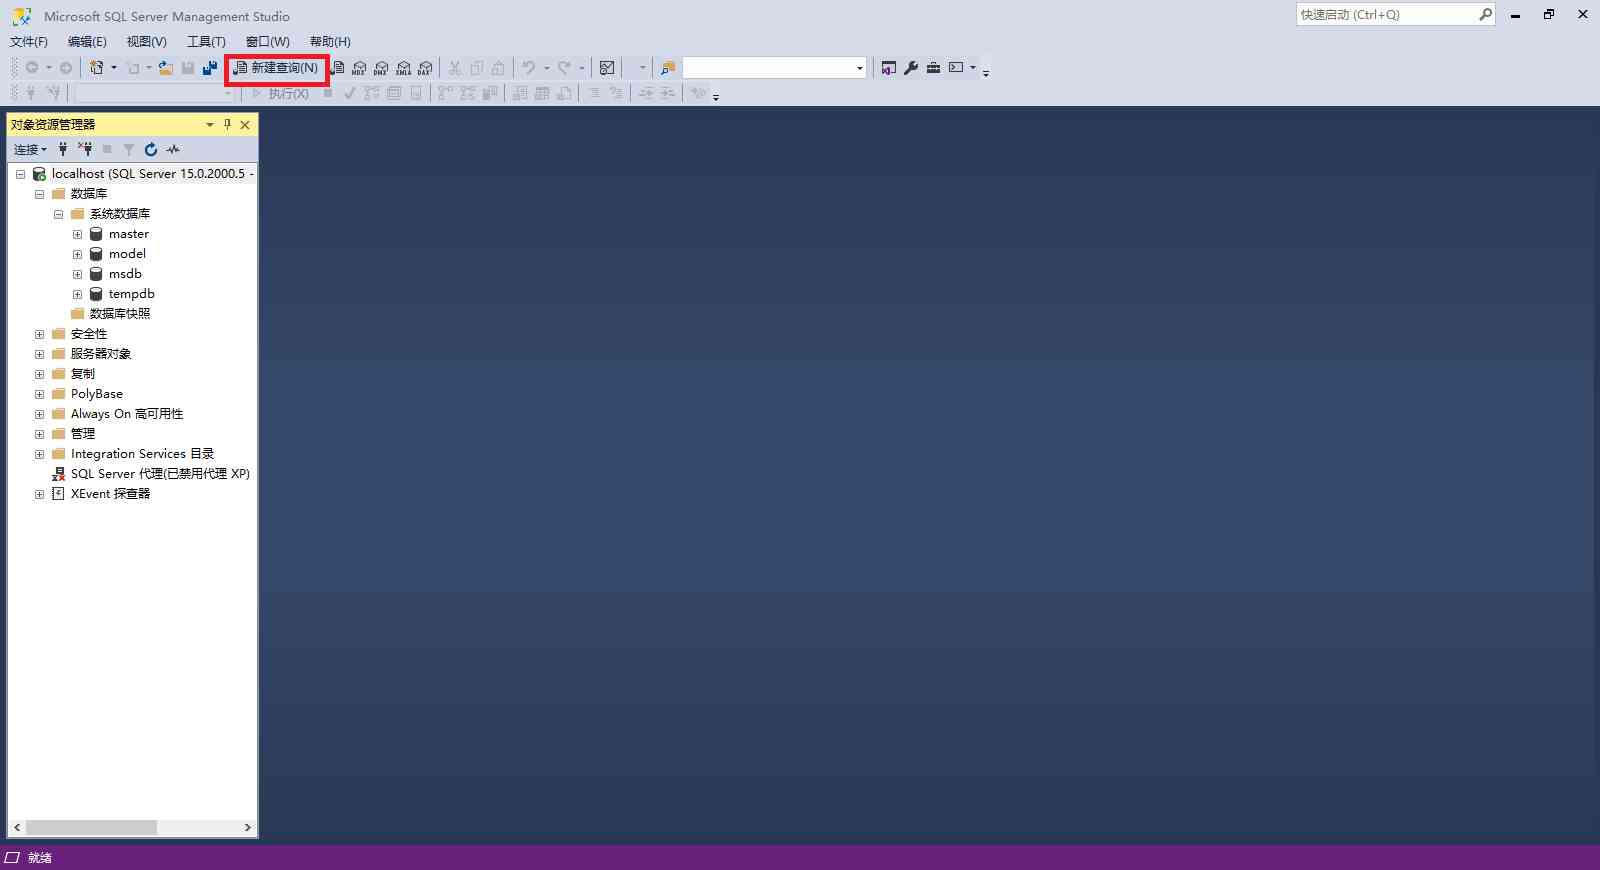 Microsoft SQL Server Management Studio
快速启动 (Ctrl+Q)
文件(F) 编辑(E) 视图(V) 工具(T) 窗口(W) 帮助(H)
新建查询(N) MDX DMX XMLA DAX
执行(X)
对象资源管理器
连接
localhost (SQL Server 15.0.2000.5 -
数据库
系统数据库
master
model
msdb
tempdb
数据库快照
安全性
服务器对象
复制
PolyBase
Always On 高可用性
管理
Integration Services 目录
SQL Server 代理(已禁用代理 XP)
XEvent 探查器
就绪